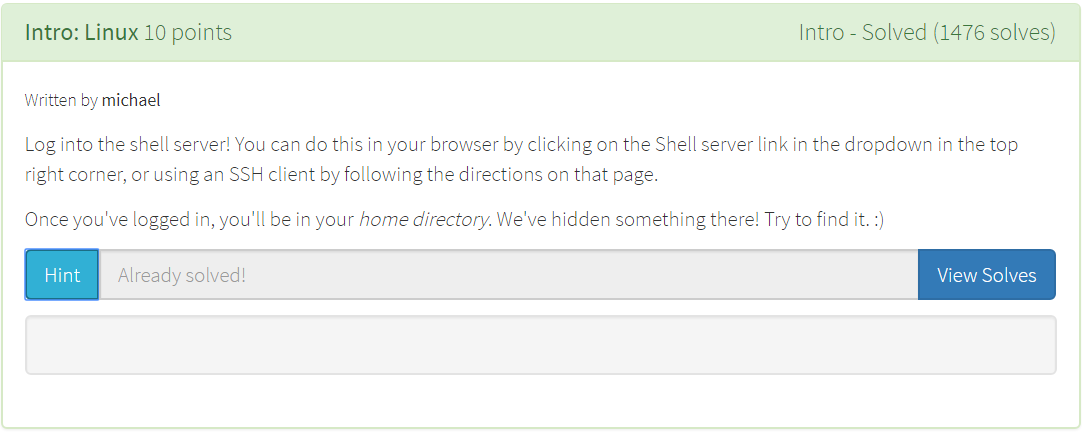 Intro: Linux 10 points
Intro - Solved (1476 solves)
Written by michael
Log into the shell server! You can do this in your browser by clicking on the Shell server link in the dropdown in the top
right corner, or using an SSH client by following the directions on that page.
Once you've logged in, you'll be in your home directory. We've hidden something there! Try to find it. :)
Hint
Already solved!
View Solves